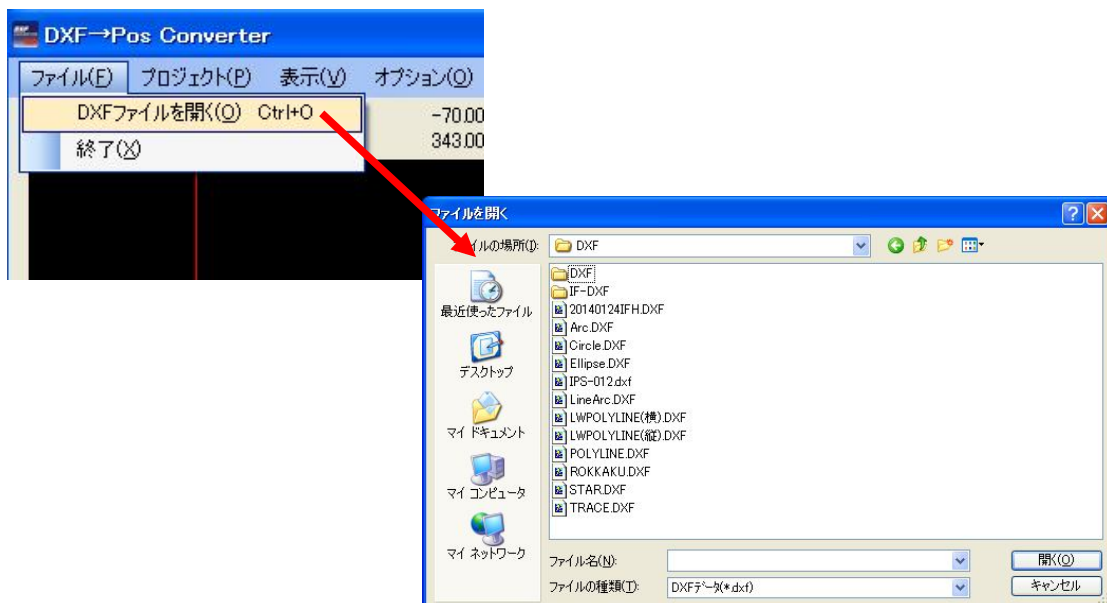 DXF→Pos Converter
ファイル(F) プロジェクト(P) 表示(V) オプション(O)
DXFファイルを開く(O) Ctrl+O
終了(X)
-70.00
343.00
ファイルを開く
イルの場所(I):
DXF
最近使ったファイル
デスクトップ
マイ ドキュメント
マイ コンピュータ
マイ ネットワーク
DXF
IF-DXF
20140124IFH.DXF
Arc.DXF
Circle.DXF
Ellipse.DXF
IPS-012.dxf
LineArc.DXF
LWPOLYLINE(横).DXF
LWPOLYLINE(縦).DXF
POLYLINE.DXF
ROKKAKU.DXF
STAR.DXF
TRACE.DXF
ファイル名(N):
開く(O)
ファイルの種類(T):
DXFデータ(*.dxf)
キャンセル